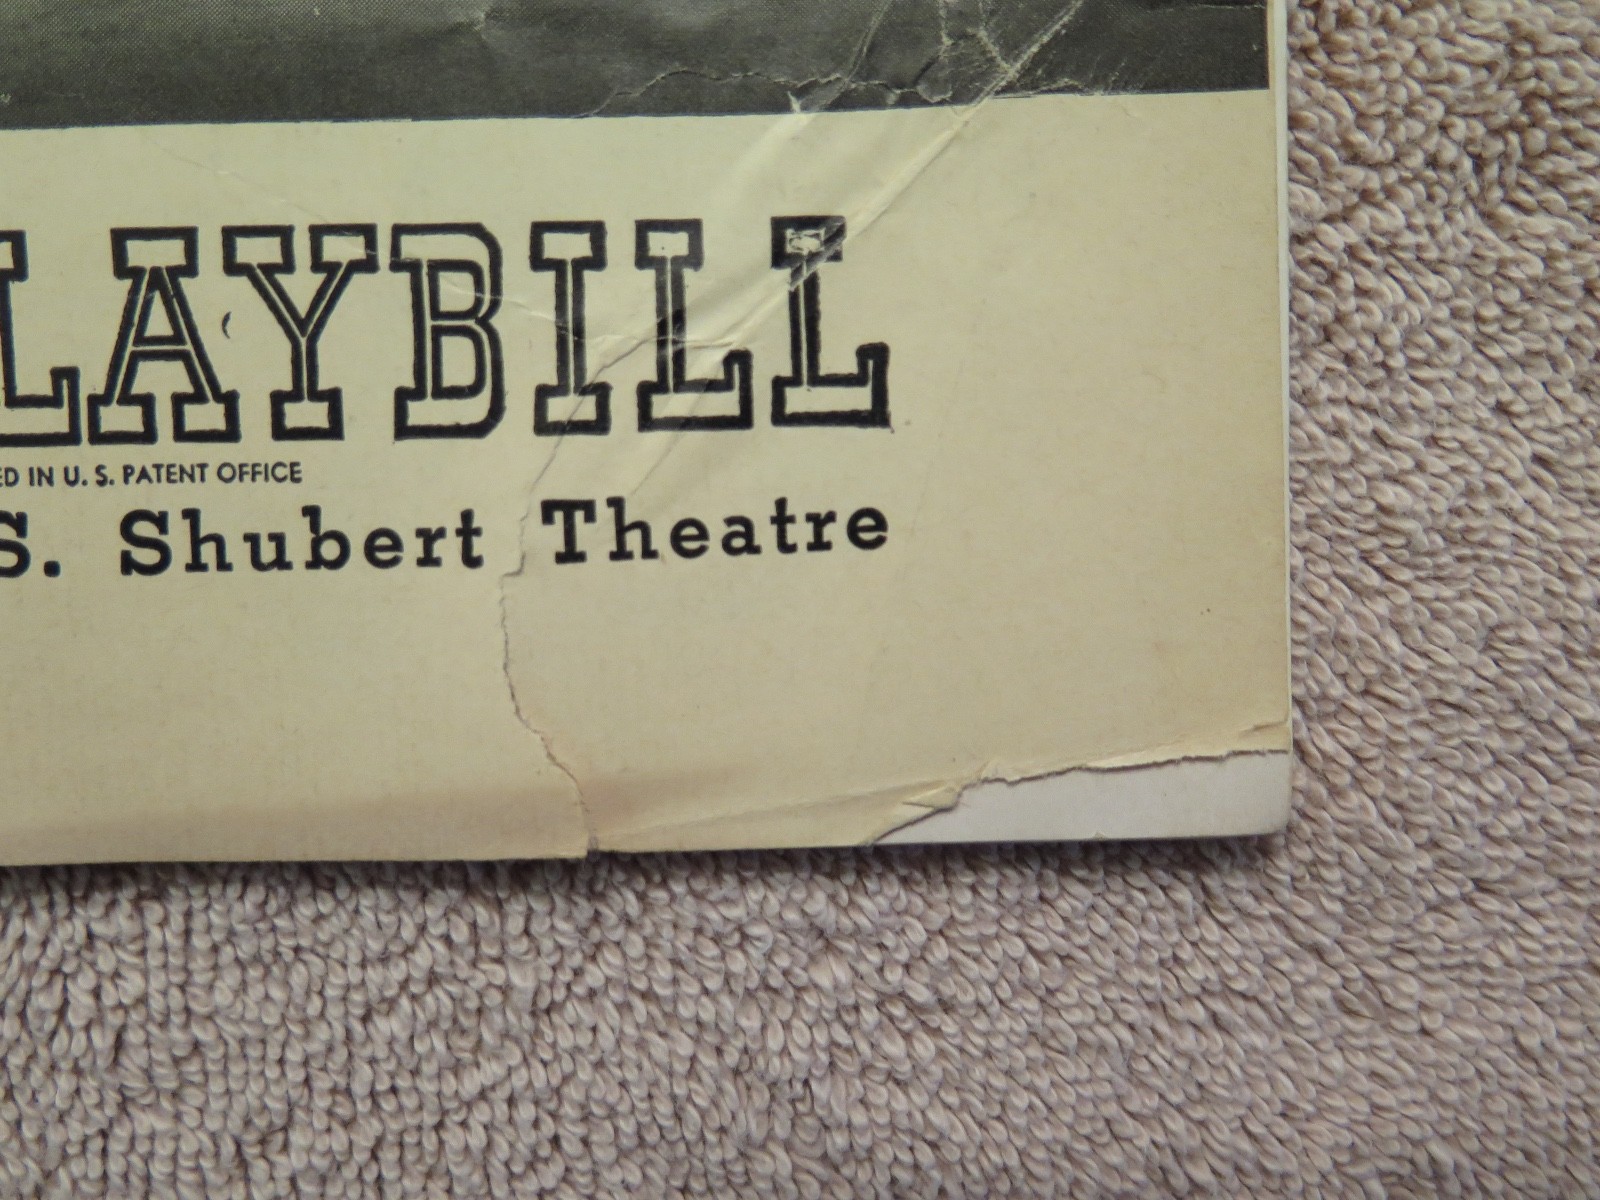 LAYBILL
ED IN U. S. PATENT OFFICE
S. Shubert Theatre